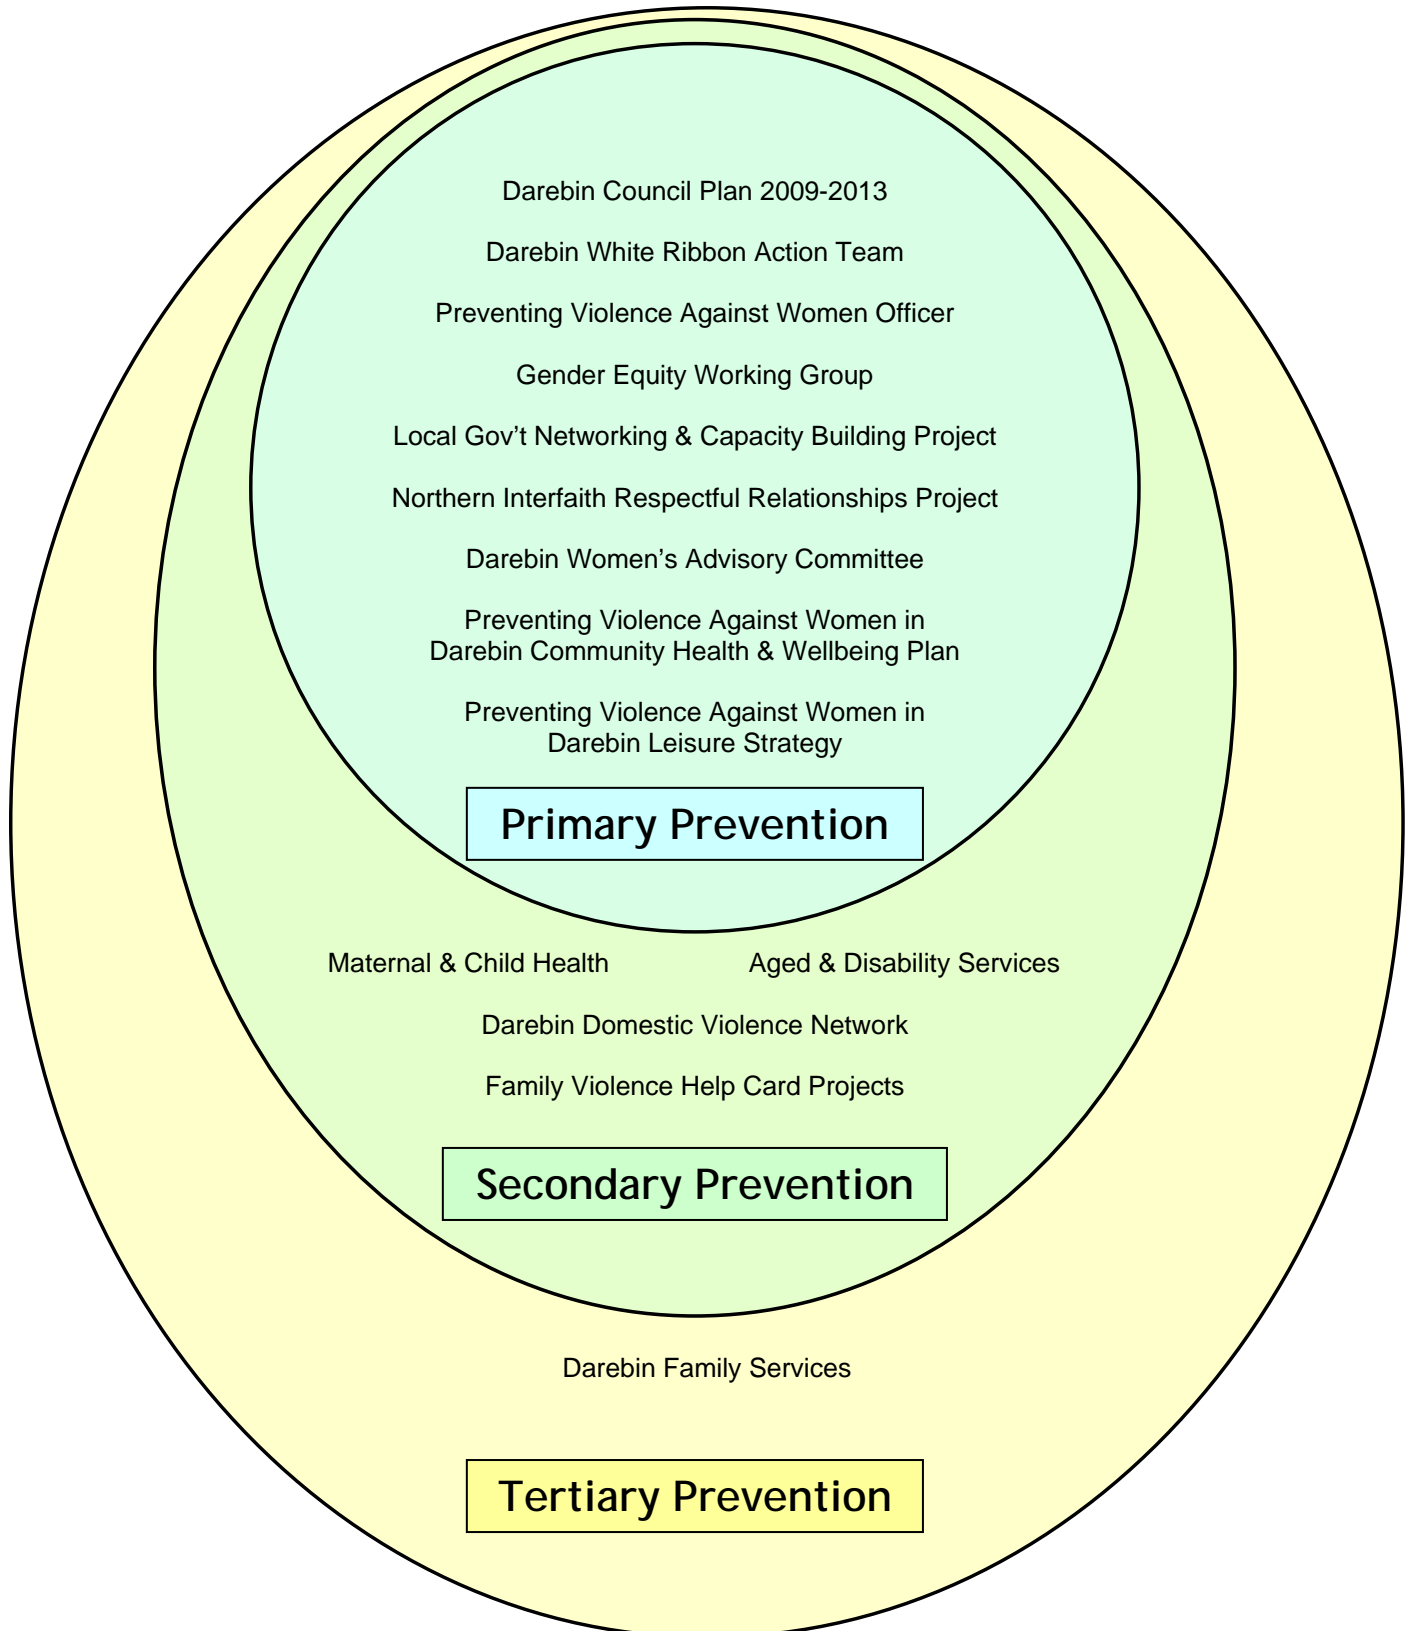 Darebin Council Plan 2009-2013
Darebin White Ribbon Action Team
Preventing Violence Against Women Officer
Gender Equity Working Group
Local Gov’t Networking & Capacity Building Project
Northern Interfaith Respectful Relationships Project
Darebin Women’s Advisory Committee
Preventing Violence Against Women in
Darebin Community Health & Wellbeing Plan
Preventing Violence Against Women in
Darebin Leisure Strategy
Primary Prevention
Maternal & Child Health
Aged & Disability Services
Darebin Domestic Violence Network
Family Violence Help Card Projects
Secondary Prevention
Darebin Family Services
Tertiary Prevention